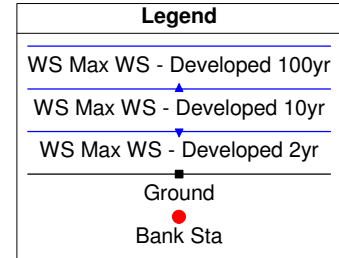 Legend
WS Max WS - Developed 100yr
WS Max WS - Developed 10yr
WS Max WS - Developed 2yr
Ground
Bank Sta